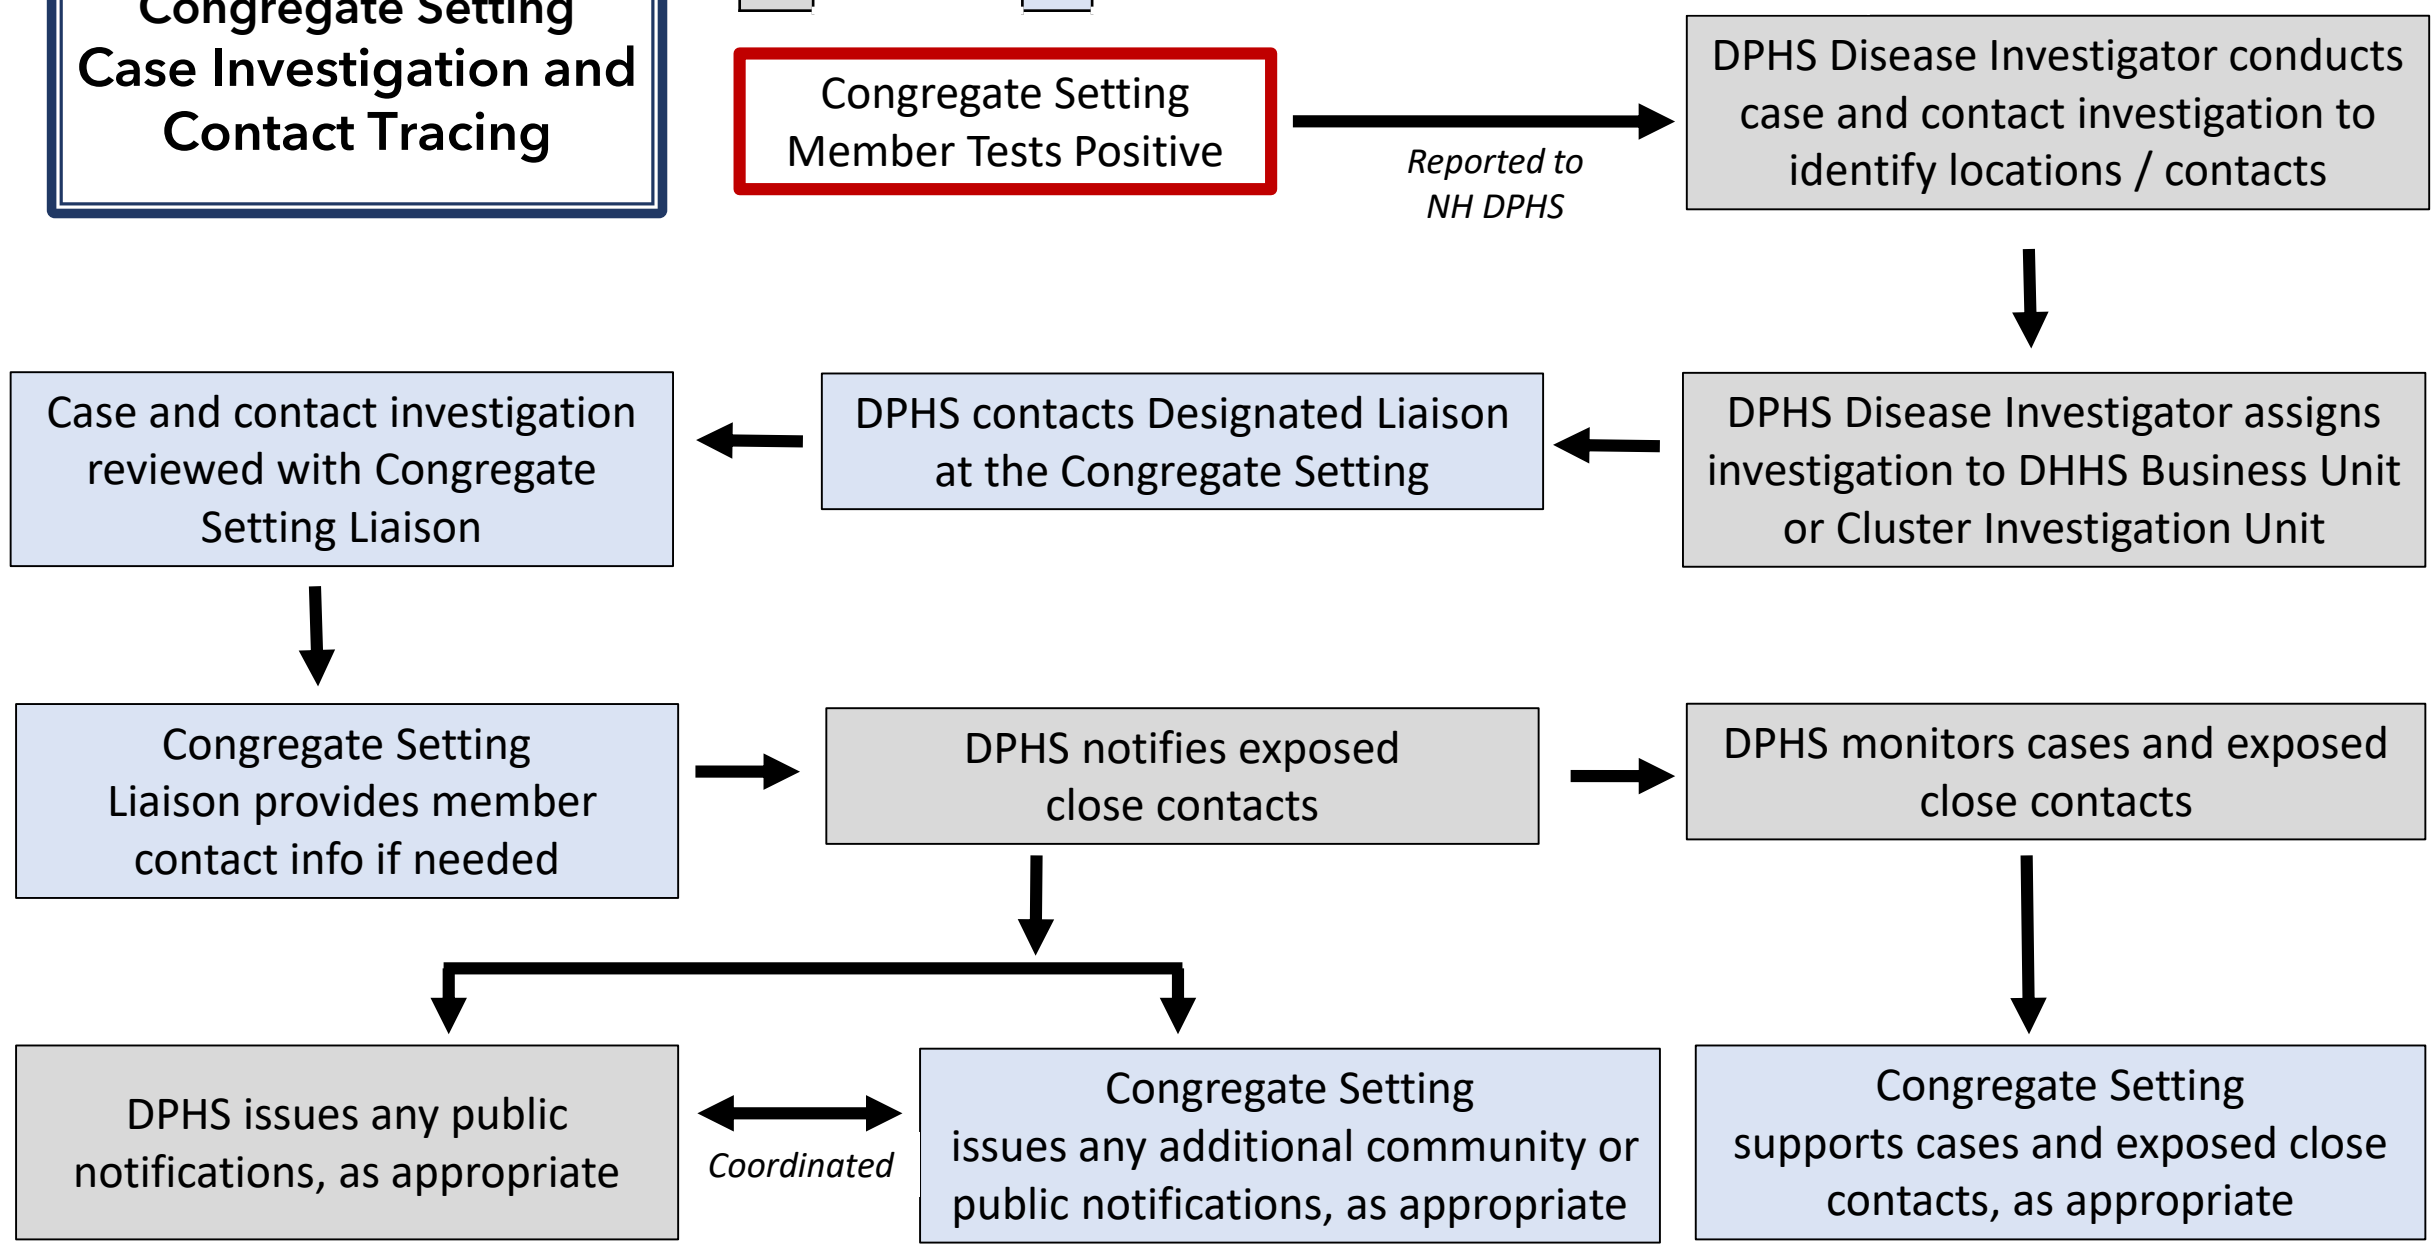 Congregate Setting
Case Investigation and
Contact Tracing
Congregate Setting
Member Tests Positive
Reported to
NH DPHS
DPHS Disease Investigator conducts
case and contact investigation to
identify locations / contacts
DPHS Disease Investigator assigns
investigation to DHHS Business Unit
or Cluster Investigation Unit
DPHS contacts Designated Liaison
at the Congregate Setting
Case and contact investigation
reviewed with Congregate
Setting Liaison
Congregate Setting
Liaison provides member
contact info if needed
DPHS notifies exposed
close contacts
DPHS monitors cases and exposed
close contacts
DPHS issues any public
notifications, as appropriate
Coordinated
Congregate Setting
issues any additional community or
public notifications, as appropriate
Congregate Setting
supports cases and exposed close
contacts, as appropriate